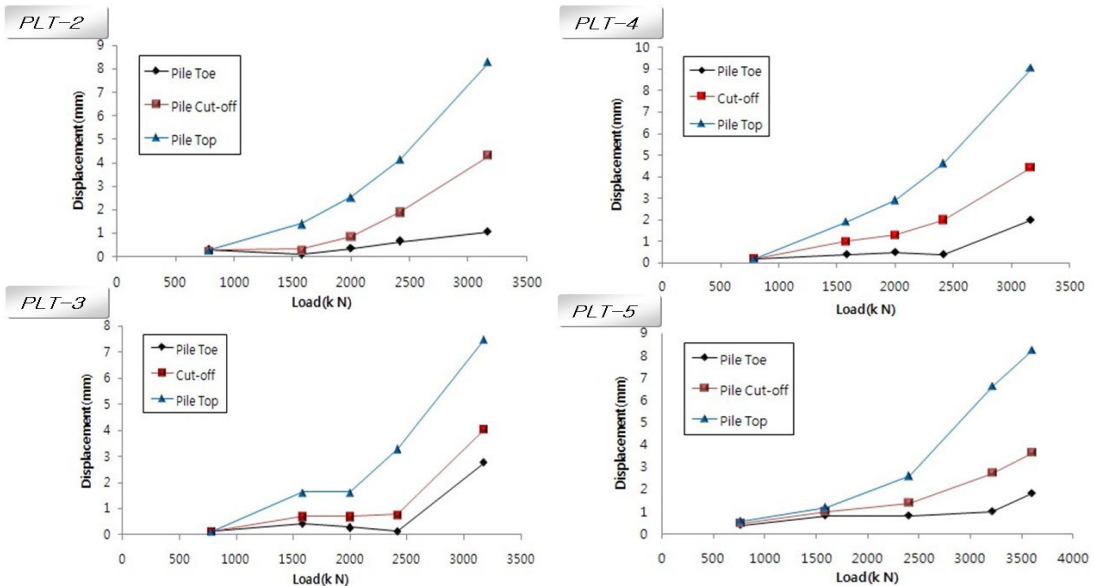 PLT-2
9
8
7
6
5
4
3
2
1
0
Displacement(mm)
Pile Toe
Pile Cut-off
Pile Top
0 500 1000 1500 2000 2500 3000 3500
Load(k N)
PLT-4
10
9
8
7
6
5
4
3
2
1
0
Displacement(mm)
Pile Toe
Cut-off
Pile Top
0 500 1000 1500 2000 2500 3000 3500
Load(k N)
PLT-3
8
7
6
5
4
3
2
1
0
Displacement(mm)
Pile Toe
Cut-off
Pile Top
0 500 1000 1500 2000 2500 3000 3500
Load(k N)
PLT-5
9
8
7
6
5
4
3
2
1
0
Displacement(mm)
Pile Toe
Pile Cut-off
Pile Top
0 500 1000 1500 2000 2500 3000 3500 4000
Load(k N)